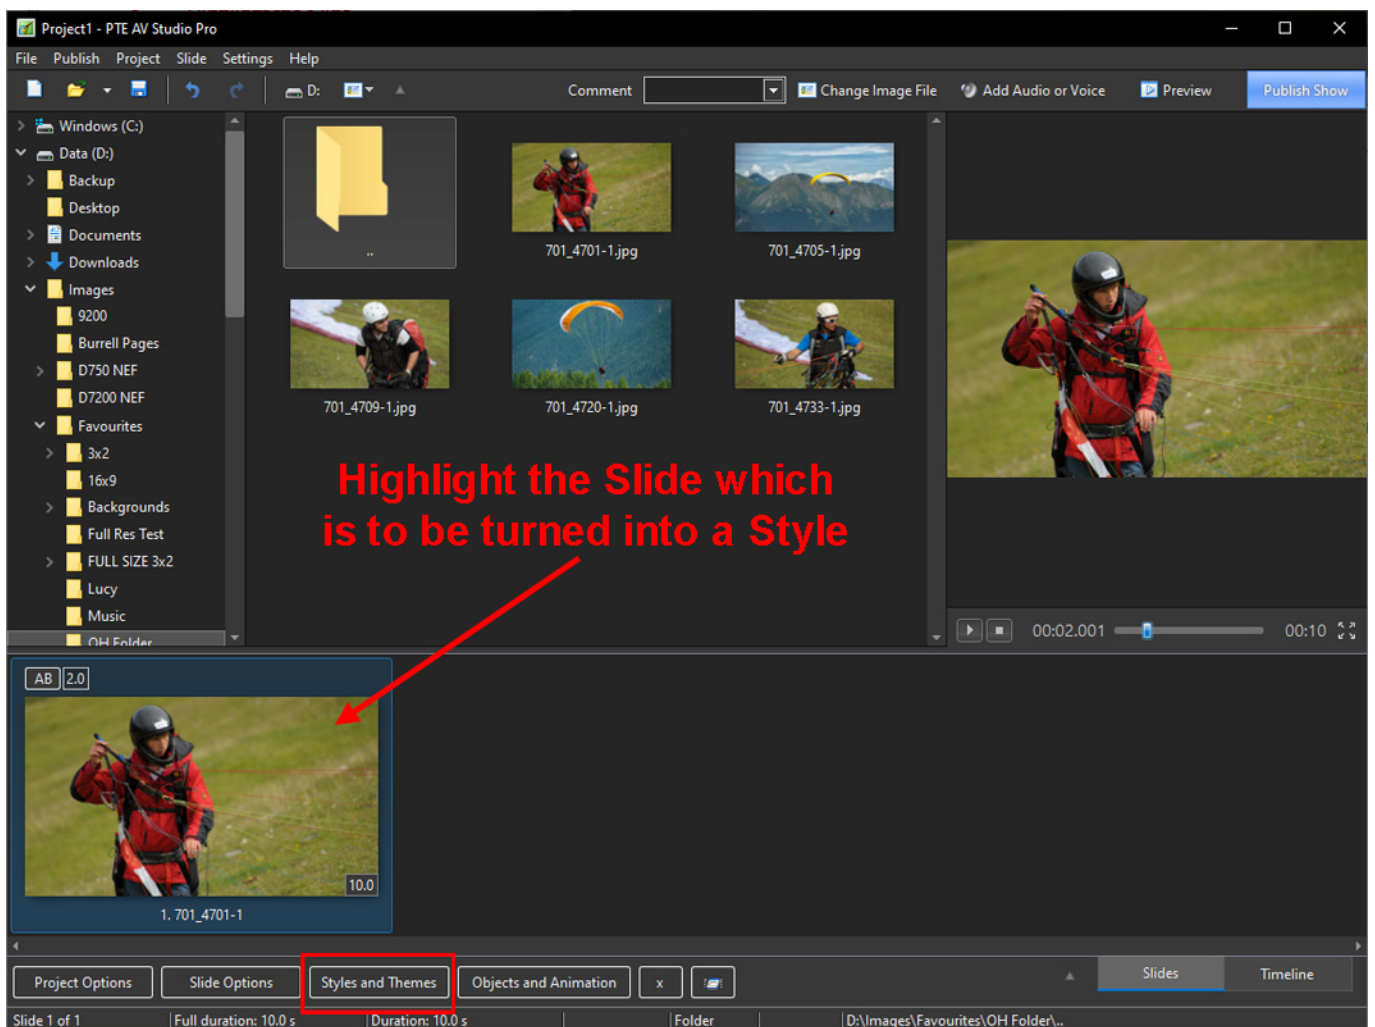 Project1 - PTE AV Studio Pro
File Publish Project Slide Settings Help
D: Comment Change Image File Add Audio or Voice Preview Publish Show
Windows (C:)
Data (D:)
Backup
Desktop
Documents
Downloads
Images
9200
Burrell Pages
D750 NEF
D7200 NEF
Favourites
3x2
16x9
Backgrounds
Full Res Test
FULL SIZE 3x2
Lucy
Music
OH Folder
..
701_4701-1.jpg
701_4705-1.jpg
701_4709-1.jpg
701_4720-1.jpg
701_4733-1.jpg
Highlight the Slide which
is to be turned into a Style
00:02.001 00:10
AB 2.0
10.0
1. 701_4701-1
Project Options Slide Options Styles and Themes Objects and Animation x Slides Timeline
Slide 1 of 1 Full duration: 10.0 s Duration: 10.0 s Folder D:\Images\Favourites\OH Folder\..